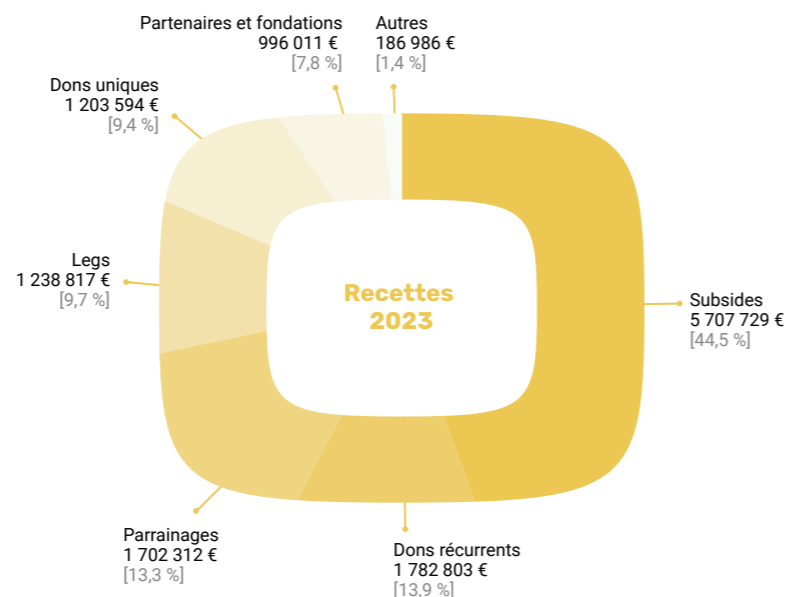 Partenaires et fondations
996 011 €
[7,8 %]
Autres
186 986 €
[1,4 %]
Dons uniques
1 203 594 €
[9,4 %]
Legs
1 238 817 €
[9,7 %]
Recettes
2023
Subsides
5 707 729 €
[44,5 %]
Parrainages
1 702 312 €
[13,3 %]
Dons récurrents
1 782 803 €
[13,9 %]